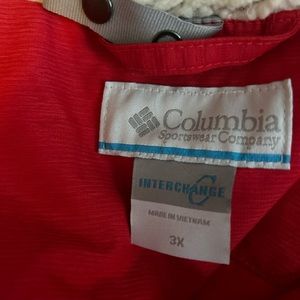 Columbia
Sportswear Company
INTERCHANGE
MADE IN VIETNAM
3X